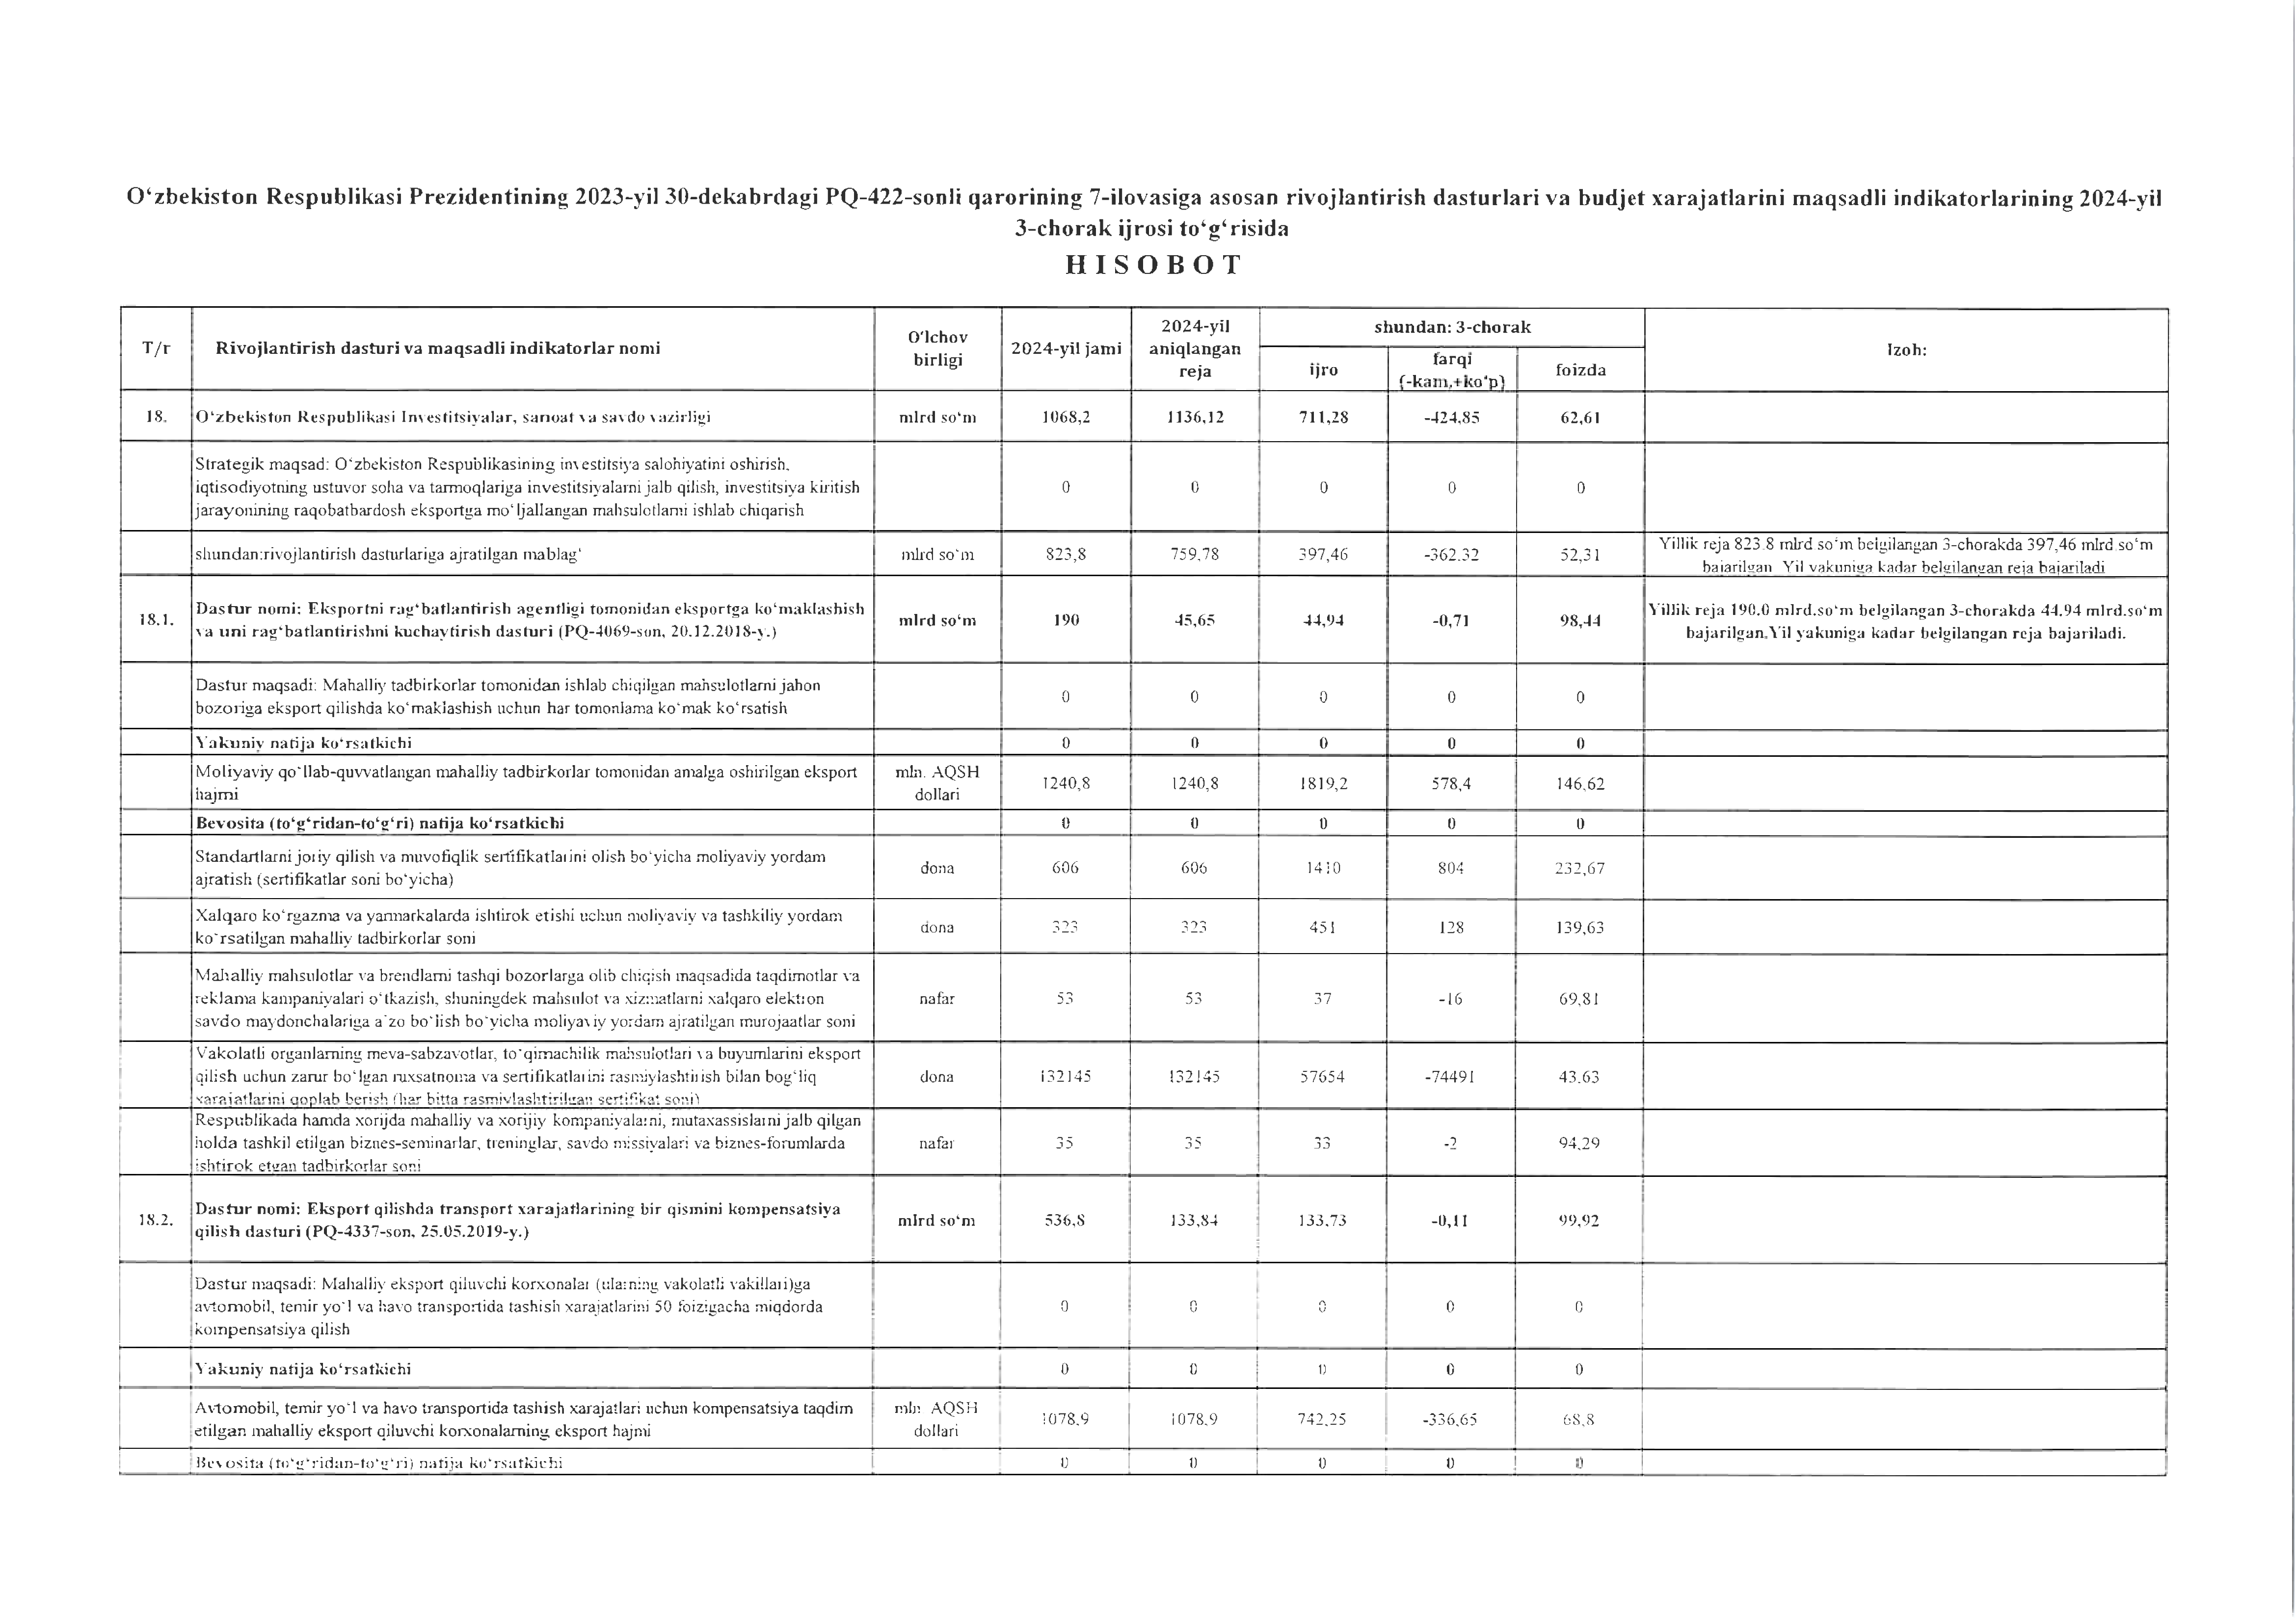 O‘zbekiston Respublikasi Prezidentining 2023-yil 30-dekabrdagi PQ-422-sonli qarorining 7-ilovasiga asosan rivojlantirish dasturlari va budjet xarajatlarini maqsadli indikatorlarining 2024-yil
3-chorak ijrosi to‘g‘risida
H I S O B O T
T/r
Rivojlantirish dasturi va maqsadli indikatorlar nomi
O‘lchov
birligi
2024-yil jami
2024-yil
aniqlangan
reja
shundan: 3-chorak
ijro
farqi
(-kam,+ko‘p)
foizda
Izoh:
18. O‘zbekiston Respublikasi Investitsiyalar, sanoat va savdo vazirligi mlrd so‘m 1068,2 1136,12 711,28 -424,85 62,61
Strategik maqsad: O‘zbekiston Respublikasining investitsiya salohiyatini oshirish,
iqtisodiyotning ustuvor soha va tarmoqlariga investitsiyalarni jalb qilish, investitsiya kiritish
jarayonining raqobatbardosh eksportga mo‘ljallangan mahsulotlarni ishlab chiqarish
0 0 0 0 0
shundan:rivojlantirish dasturlariga ajratilgan mablag‘ mlrd so‘m 823,8 759,78 397,46 -362.32 52,31
Yillik reja 823.8 mlrd so‘m belgilangan 3-chorakda 397,46 mlrd.so‘m
bajarilgan Yil yakuniga kadar belgilangan reja bajariladi
18.1.
Dastur nomi: Eksportni rag‘batlantirish agentligi tomonidan eksportga ko‘maklashish
va uni rag‘batlantirishni kuchaytirish dasturi (PQ-4069-son, 20.12.2018-y.)
mlrd so‘m 190 45,65 44,94 -0,71 98,44
Yillik reja 190.0 mlrd.so‘m belgilangan 3-chorakda 44.94 mlrd.so‘m
bajarilgan.Yil yakuniga kadar belgilangan reja bajariladi.
Dastur maqsadi: Mahalliy tadbirkorlar tomonidan ishlab chiqilgan mahsulotlarni jahon
bozoriga eksport qilishda ko‘maklashish uchun har tomonlama ko‘mak ko‘rsatish
0 0 0 0 0
Yakuniy natija ko‘rsatkichi 0 0 0 0 0
Moliyaviy qo‘llab-quvvatlangan mahalliy tadbirkorlar tomonidan amalga oshirilgan eksport
hajmi
mln. AQSH
dollari
1240,8 1240,8 1819,2 578,4 146,62
Bevosita (to‘g‘ridan-to‘g‘ri) natija ko‘rsatkichi 0 0 0 0 0
Standartlarni joriy qilish va muvofiqlik sertifikatlarini olish bo‘yicha moliyaviy yordam
ajratish (sertifikatlar soni bo‘yicha)
dona 606 606 1410 804 232,67
Xalqaro ko‘rgazma va yarmarkalarda ishtirok etishi uchun moliyaviy va tashkiliy yordam
ko‘rsatilgan mahalliy tadbirkorlar soni
dona 323 323 451 128 139,63
Mahalliy mahsulotlar va brendlarni tashqi bozorlarga olib chiqish maqsadida taqdimotlar va
reklama kampaniyalari o‘tkazish, shuningdek mahsulot va xizmatlarni xalqaro elektron
savdo maydonchalariga a‘zo bo‘lish bo‘yicha moliyaviy yordam ajratilgan murojaatlar soni
nafar 53 53 37 -16 69,81
Vakolatli organlarning meva-sabzavotlar, to‘qimachilik mahsulotlari va buyumlarini eksport
qilish uchun zarur bo‘lgan ruxsatnoma va sertifikatlarini rasmiylashtirish bilan bog‘liq
xarajatlarini qoplab berish (har bitta rasmiylashtirilgan sertifikat soni)
dona 132145 132145 57654 -74491 43.63
Respublikada hamda xorijda mahalliy va xorijiy kompaniyalarni, mutaxassislarni jalb qilgan
holda tashkil etilgan biznes-seminarlar, treninglar, savdo missiyalari va biznes-forumlarda
ishtirok etgan tadbirkorlar soni
nafar 35 35 33 -2 94,29
18.2.
Dastur nomi: Eksport qilishda transport xarajatlarining bir qismini kompensatsiya
qilish dasturi (PQ-4337-son, 25.05.2019-y.)
mlrd so‘m 536,8 133,84 133,73 -0,11 99,92
Dastur maqsadi: Mahalliy eksport qiluvchi korxonalar (ularning vakolatli vakillari)ga
avtomobil, temir yo‘l va havo transportida tashish xarajatlarini 50 foizigacha miqdorda
kompensatsiya qilish
0 0 0 0 0
Yakuniy natija ko‘rsatkichi 0 0 0 0 0
Avtomobil, temir yo‘l va havo transportida tashish xarajatlari uchun kompensatsiya taqdim
etilgan mahalliy eksport qiluvchi korxonalarning eksport hajmi
mln AQSH
dollari
1078,9 1078,9 742,25 -336,65 68,8
Bevosita (to‘g‘ridan-to‘g‘ri) natija ko‘rsatkichi 0 0 0 0 0